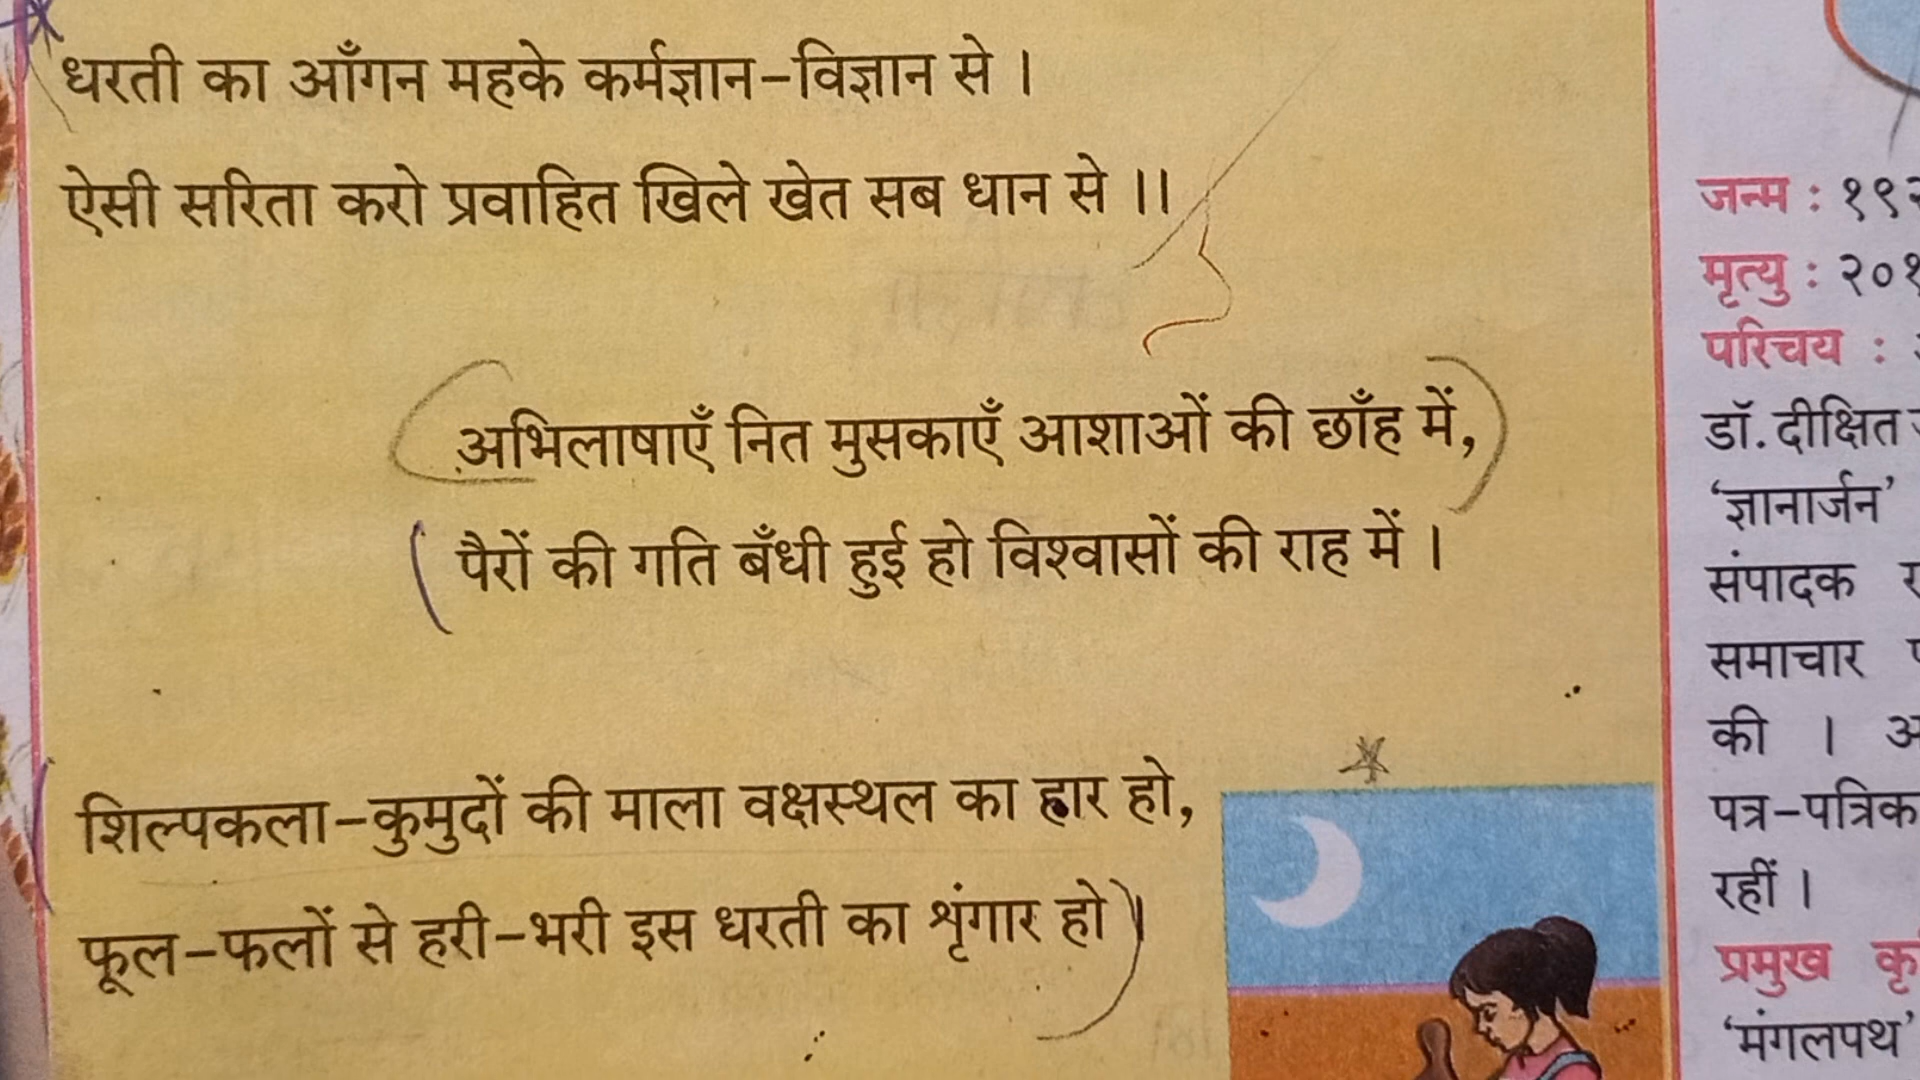 धरती का आँगन महके कर्मज्ञान-विज्ञान से ।
ऐसी सरिता करो प्रवाहित खिले खेत सब धान से ।।
अभिलाषाएँ नित मुसकाएँ आशाओं की छाँह में,
पैरों की गति बँधी हुई हो विश्वासों की राह में ।
शिल्पकला-कुमुदों की माला वक्षस्थल का हार हो,
फूल-फलों से हरी-भरी इस धरती का शृंगार हो ।
जन्म :
मृत्यु :
परिचय :
डॉ. दीक्षित
‘ज्ञानार्जन’
संपादक
समाचार
की ।
पत्र-पत्रिक
रहीं ।
प्रमुख
‘मंगलपथ’